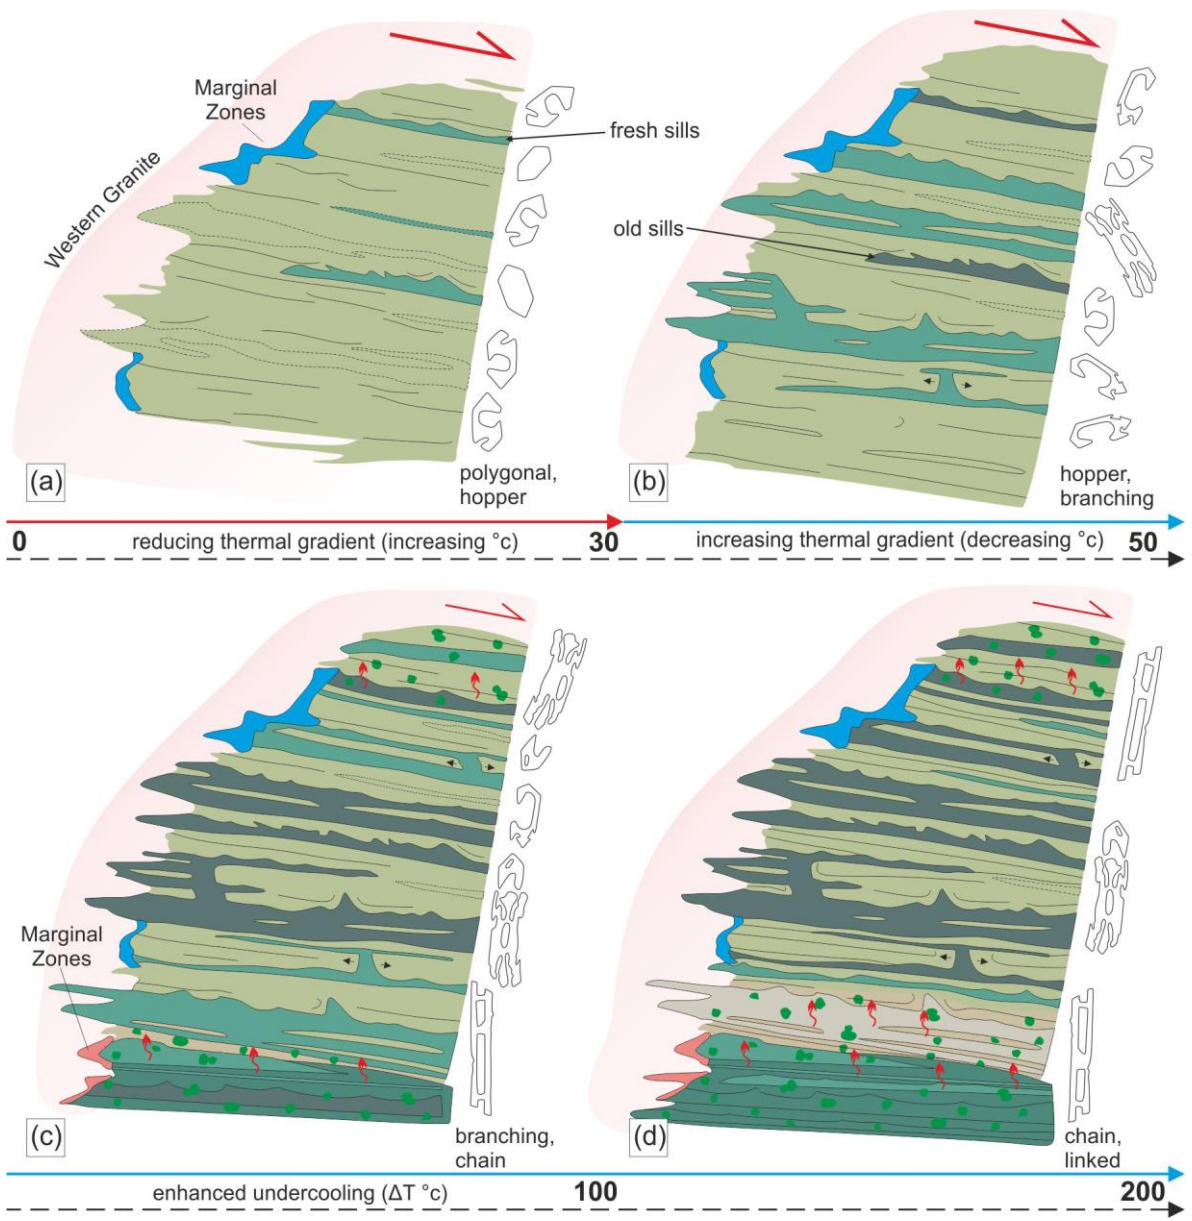 Marginal
Zones
Western Granite
fresh sills
old sills
(a)
polygonal,
hopper
(b)
hopper,
branching
0
reducing thermal gradient (increasing °c)
30
increasing thermal gradient (decreasing °c)
50
Marginal
Zones
(c)
branching,
chain
(d)
chain,
linked
enhanced undercooling (ΔT °c)
100
200